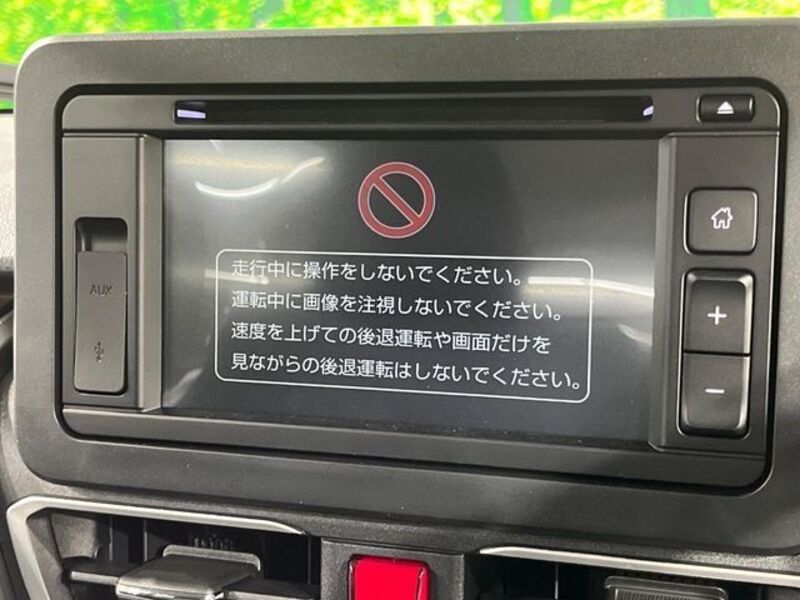 走行中に操作をしないでください。
運転中に画像を注視しないでください。
速度を上げての後退運転や画面だけを
見ながらの後退運転はしないでください。
AUX
+
-